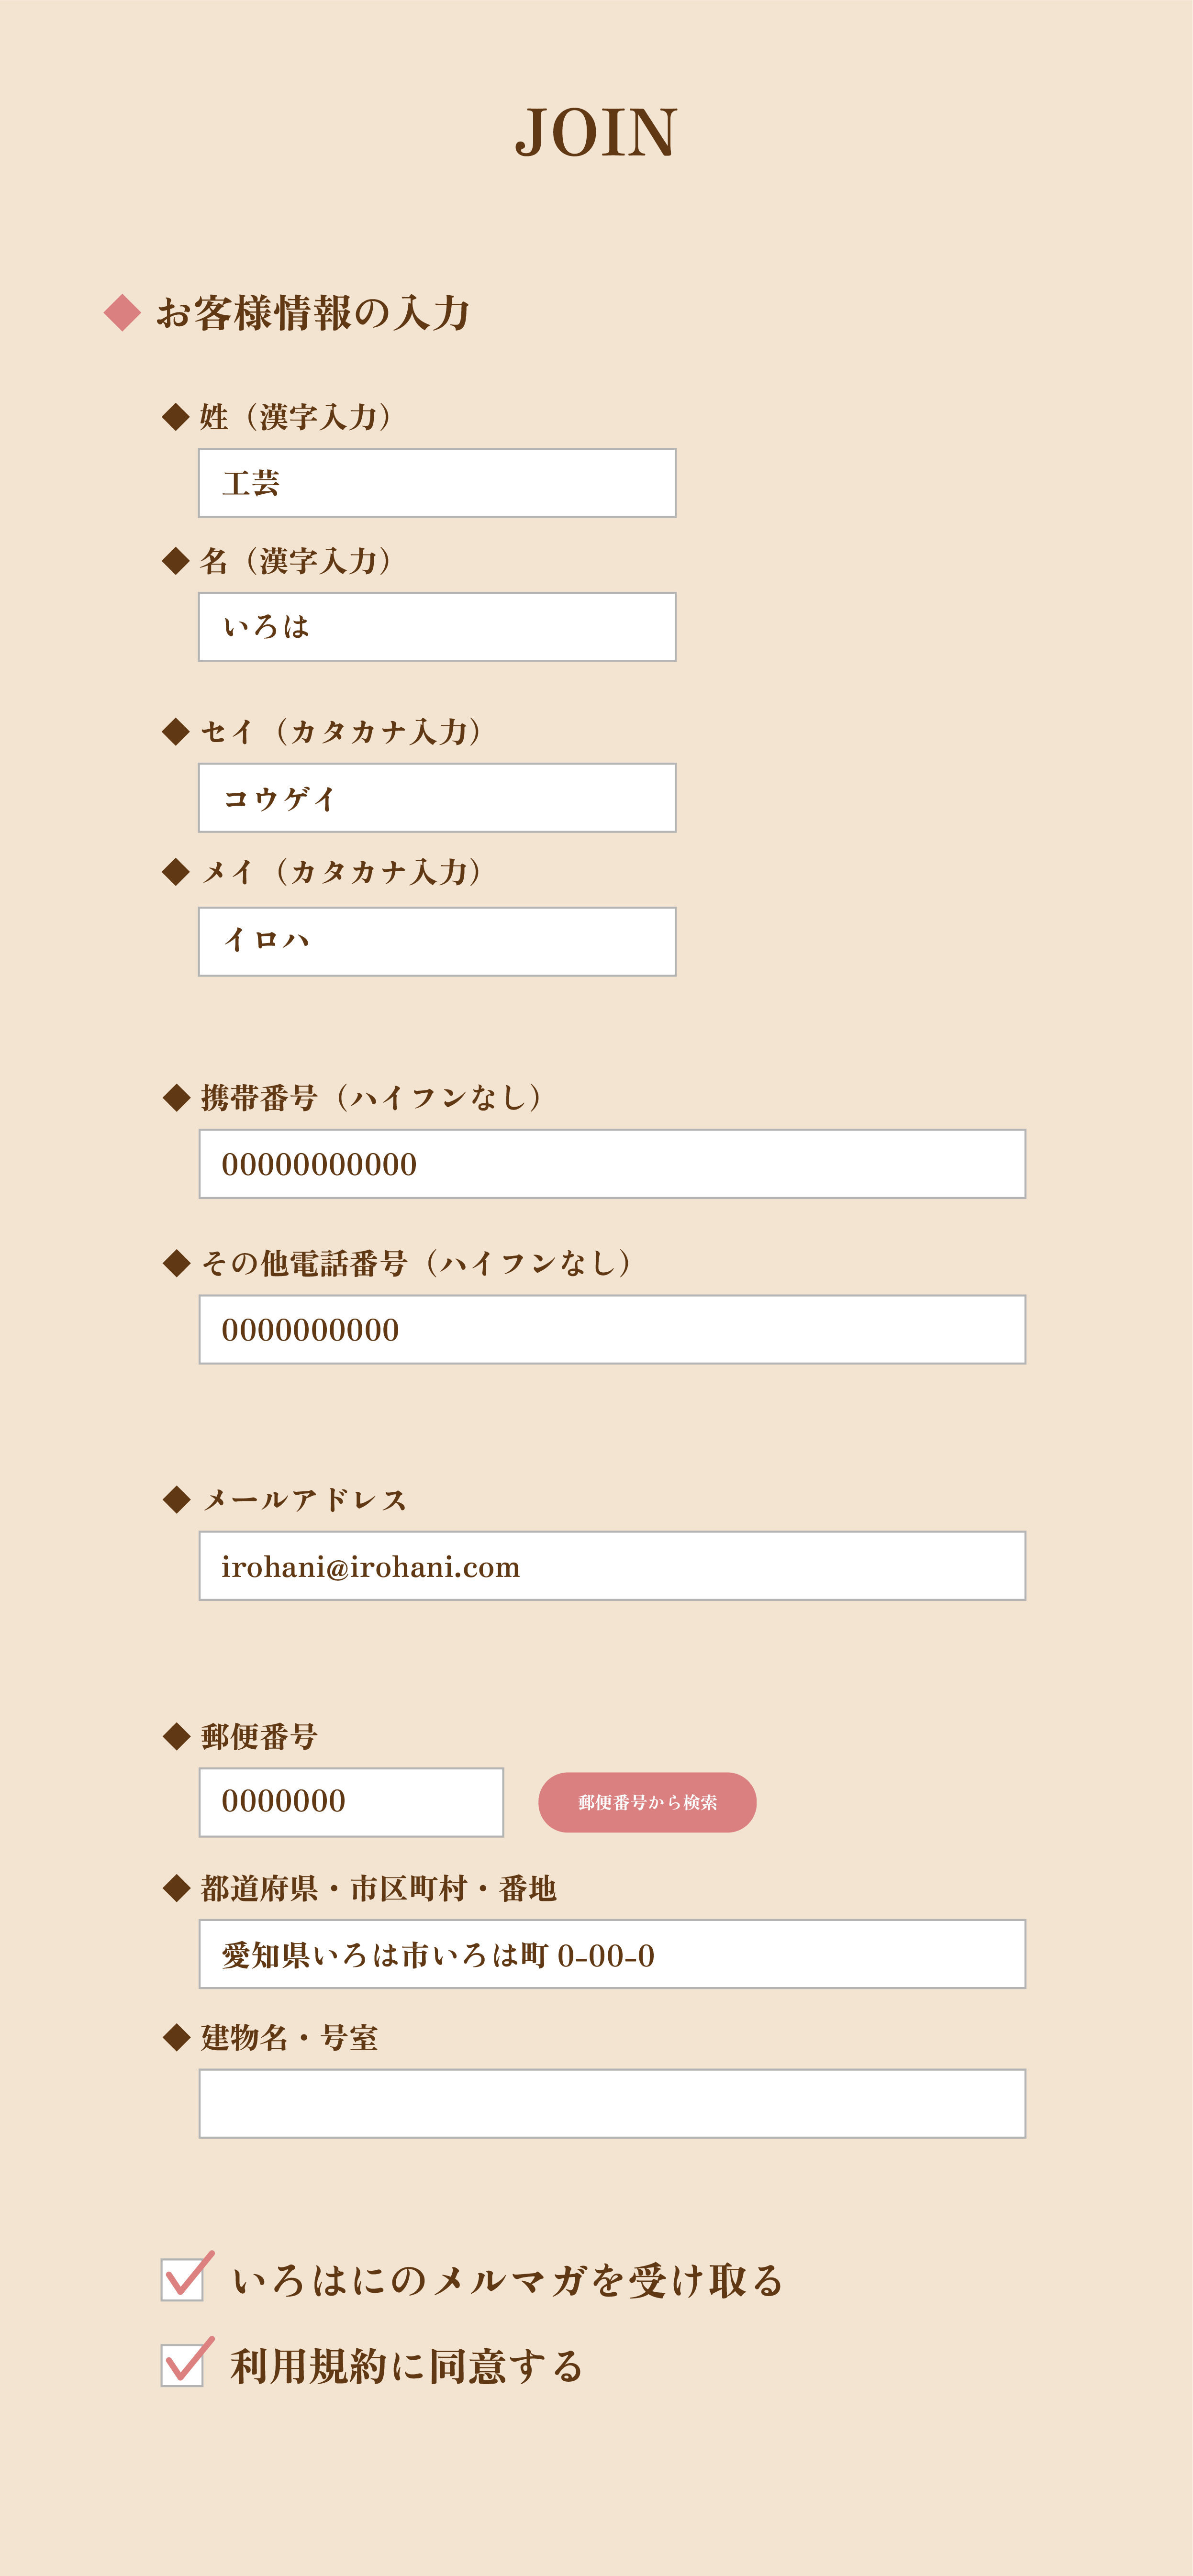 JOIN
お客様情報の入力
姓（漢字入力）
工芸
名（漢字入力）
いろは
セイ（カタカナ入力）
コウゲイ
メイ（カタカナ入力）
イロハ
携帯番号（ハイフンなし）
00000000000
その他電話番号（ハイフンなし）
0000000000
メールアドレス
irohani@irohani.com
郵便番号
0000000 郵便番号から検索
都道府県・市区町村・番地
愛知県いろは市いろは町 0-00-0
建物名・号室
いろはにのメルマガを受け取る
利用規約に同意する